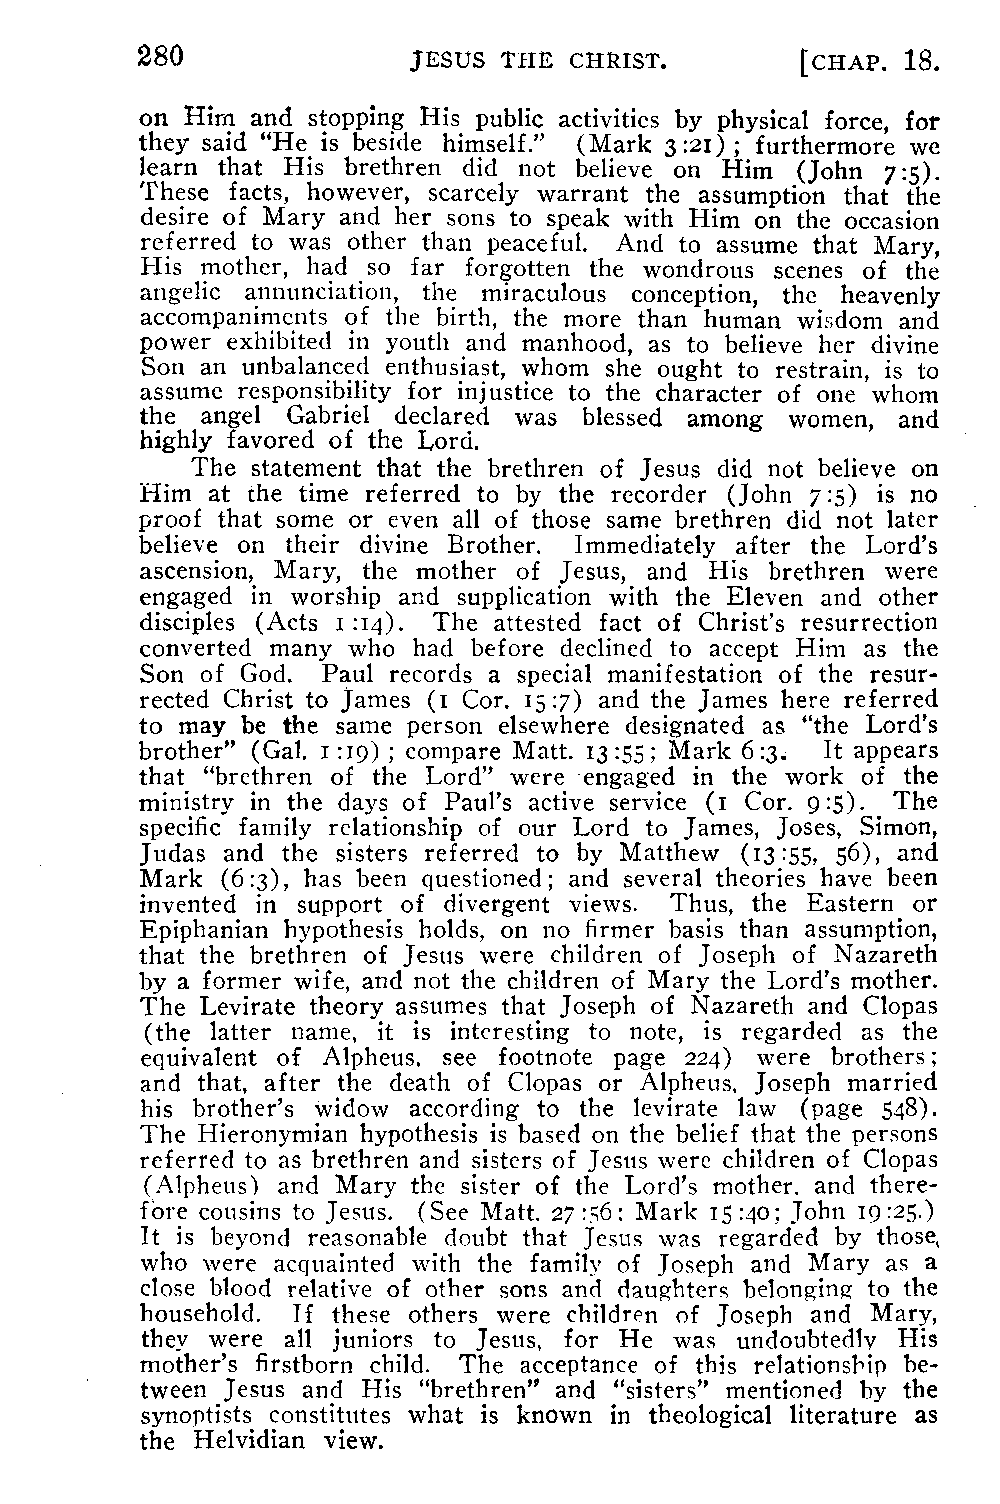 280 JESUS THE CHRIST. [CHAP. 18.
on Him and stopping His public activities by physical force, for
they said “He is beside himself.” (Mark 3:21); furthermore we
learn that His brethren did not believe on Him (John 7:5).
These facts, however, scarcely warrant the assumption that the
desire of Mary and her sons to speak with Him on the occasion
referred to was other than peaceful. And to assume that Mary,
His mother, had so far forgotten the wondrous scenes of the
angelic annunciation, the miraculous conception, the heavenly
accompaniments of the birth, the more than human wisdom and
power exhibited in youth and manhood, as to believe her divine
Son an unbalanced enthusiast, whom she ought to restrain, is to
assume responsibility for injustice to the character of one whom
the angel Gabriel declared was blessed among women, and
highly favored of the Lord.
The statement that the brethren of Jesus did not believe on
Him at the time referred to by the recorder (John 7:5) is no
proof that some or even all of those same brethren did not later
believe on their divine Brother. Immediately after the Lord’s
ascension, Mary, the mother of Jesus, and His brethren were
engaged in worship and supplication with the Eleven and other
disciples (Acts 1:14). The attested fact of Christ’s resurrection
converted many who had before declined to accept Him as the
Son of God. Paul records a special manifestation of the resur-
rected Christ to James (1 Cor. 15:7) and the James here referred
to may be the same person elsewhere designated as “the Lord’s
brother” (Gal. 1:19); compare Matt. 13:55; Mark 6:3. It appears
that “brethren of the Lord” were engaged in the work of the
ministry in the days of Paul’s active service (1 Cor. 9:5). The
specific family relationship of our Lord to James, Joses, Simon,
Judas and the sisters referred to by Matthew (13:55, 56), and
Mark (6:3), has been questioned; and several theories have been
invented in support of divergent views. Thus, the Eastern or
Epiphanian hypothesis holds, on no firmer basis than assumption,
that the brethren of Jesus were children of Joseph of Nazareth
by a former wife, and not the children of Mary the Lord’s mother.
The Levirate theory assumes that Joseph of Nazareth and Clopas
(the latter name, it is interesting to note, is regarded as the
equivalent of Alpheus, see footnote page 224) were brothers;
and that, after the death of Clopas or Alpheus, Joseph married
his brother’s widow according to the levirate law (page 548).
The Hieronymian hypothesis is based on the belief that the persons
referred to as brethren and sisters of Jesus were children of Clopas
(Alpheus) and Mary the sister of the Lord’s mother, and there-
fore cousins to Jesus. (See Matt. 27:56; Mark 15:40; John 19:25.)
It is beyond reasonable doubt that Jesus was regarded by those,
who were acquainted with the family of Joseph and Mary as a
close blood relative of other sons and daughters belonging to the
household. If these others were children of Joseph and Mary,
they were all juniors to Jesus, for He was undoubtedly His
mother’s firstborn child. The acceptance of this relationship be-
tween Jesus and His “brethren” and “sisters” mentioned by the
synoptists constitutes what is known in theological literature as
the Helvidian view.